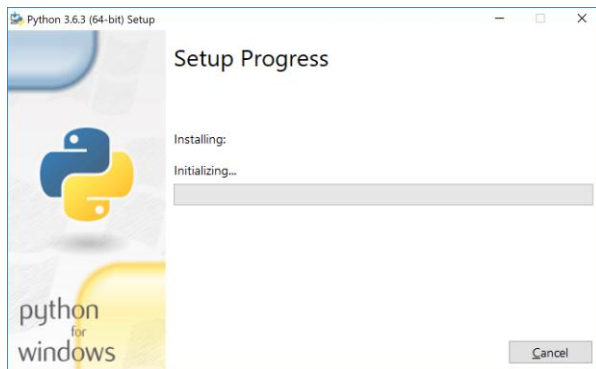 Python 3.6.3 (64-bit) Setup
Setup Progress
Installing:
Initializing...
python
for
windows
Cancel